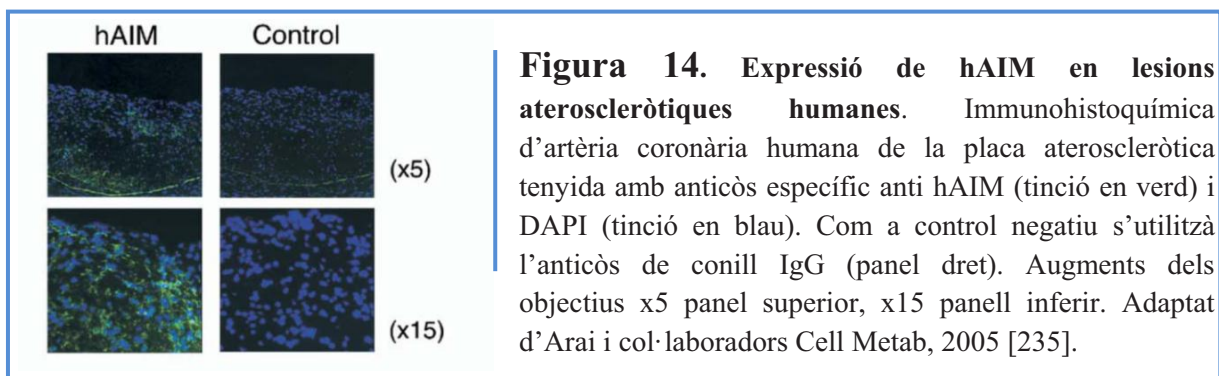 hAIM Control
(x5)
(x15)
Figura 14. Expressió de hAIM en lesions
ateroscleròtiques humanes. Immunohistoquímica
d'artèria coronària humana de la placa ateroscleròtica
tenyida amb anticòs específic anti hAIM (tinció en verd) i
DAPI (tinció en blau). Com a control negatiu s'utilitzà
l'anticòs de conill IgG (panel dret). Augments dels
objectius x5 panel superior, x15 panell inferir. Adaptat
d'Arai i col·laboradors Cell Metab, 2005 [235].